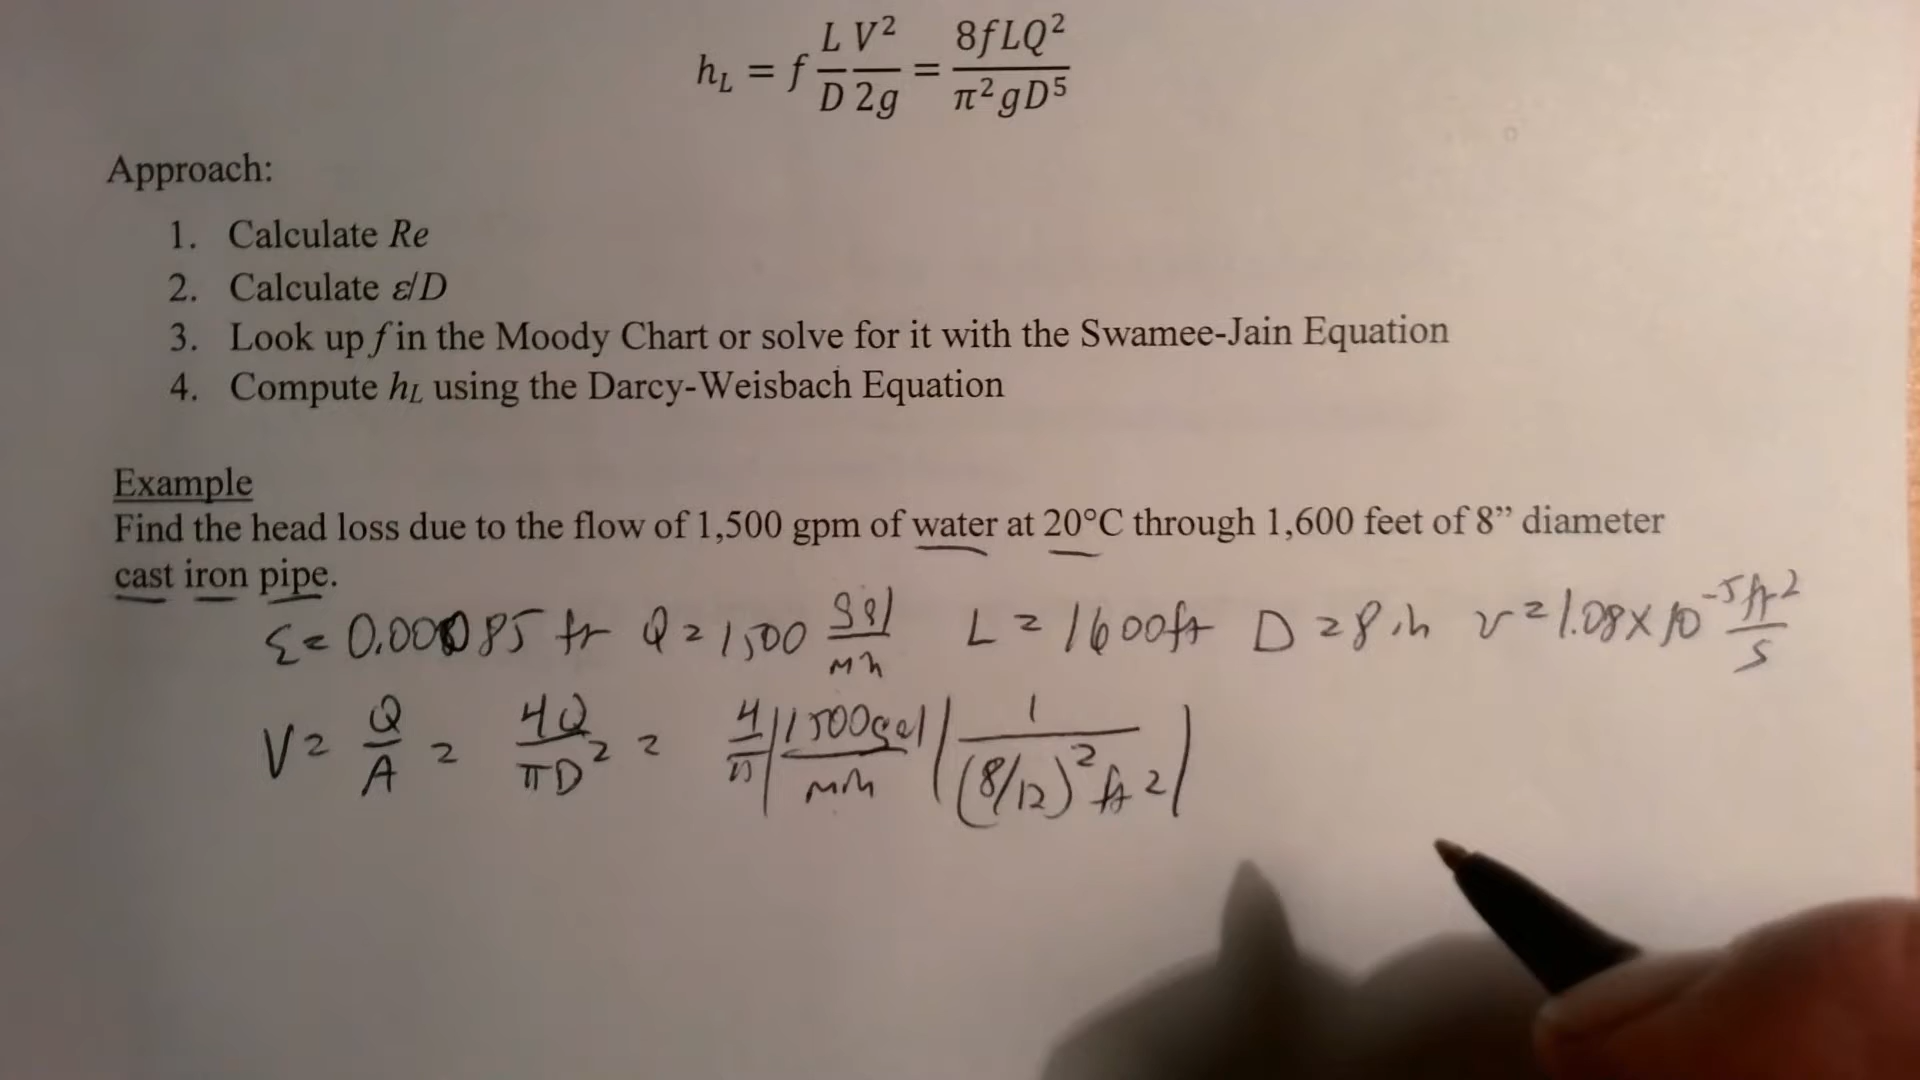 h_L = f L/D V²/2g = 8fLQ²/π²gD⁵
Approach:
1. Calculate Re
2. Calculate ε/D
3. Look up f in the Moody Chart or solve for it with the Swamee-Jain Equation
4. Compute h_L using the Darcy-Weisbach Equation
Example
Find the head loss due to the flow of 1,500 gpm of water at 20°C through 1,600 feet of 8” diameter
cast iron pipe.
ε = 0.00085 ft Q = 1500 gal/min L = 1600ft D = 8 in ν = 1.08 x 10⁻⁵ ft²/s
V = Q/A = 4Q/πD² = 4/π | 1500gal/min | 1/(8/12)² ft² |